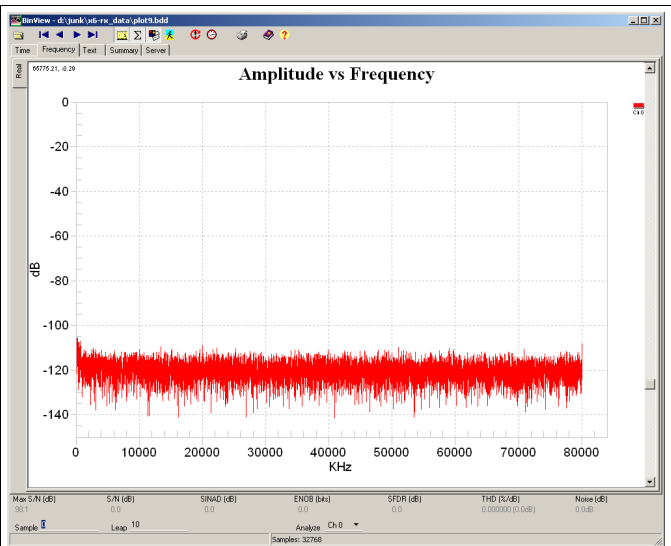 BinView - d:\junk\x6-rx_data\plot9.bdd
Time Frequency Text Summary Server
Real
66775.21, -0.29
Amplitude vs Frequency
Ch 0
0
-20
-40
-60
-80
-100
-120
-140
dB
0 10000 20000 30000 40000 50000 60000 70000 80000
KHz
Max S/N (dB) S/N (dB) SINAD (dB) ENOB (bits) SFDR (dB) THD (%/dB) Noise (dB)
98.1 0.0 0.0 0.0 0.0 0.000000 (0.0dB) 0.0dB
Sample 0 Leap 10 Analyze Ch 0
Samples: 32768